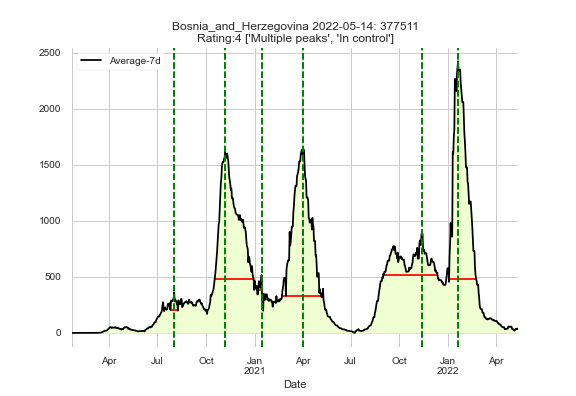 Bosnia_and_Herzegovina 2022-05-14: 377511
Rating:4 ['Multiple peaks', 'In control']
Average-7d
2500
2000
1500
1000
500
0
Apr Jul Oct Jan Apr Jul Oct Jan Apr
2021 2022
Date